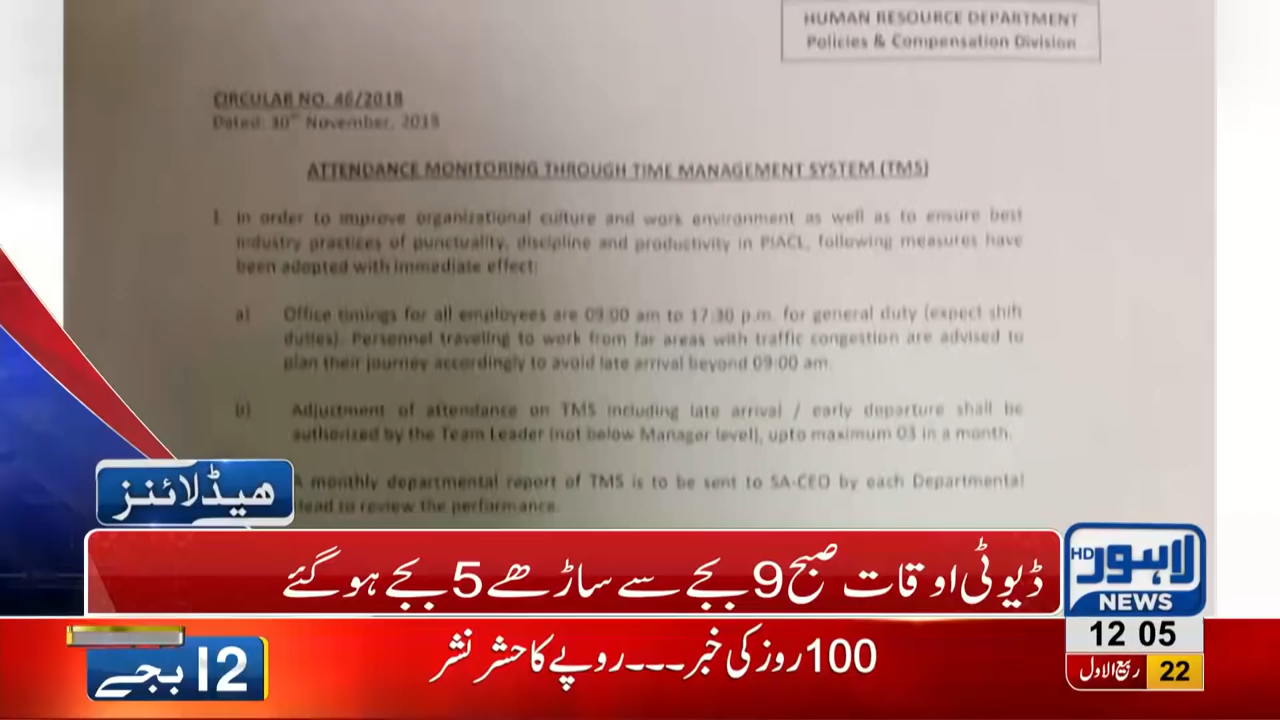 HUMAN RESOURCE DEPARTMENT
Policies & Compensation Division
CIRCULAR NO. 46/2018
Dated: 30th November, 2018
ATTENDANCE MONITORING THROUGH TIME MANAGEMENT SYSTEM (TMS)
1 In order to improve organizational culture and work environment as well as to ensure best
industry practices of punctuality, discipline and productivity in PIACL, following measures have
been adopted with immediate effect:
a) Office timings for all employees are 09:00 am to 17:30 p.m. for general duty (expect shift
duties). Personnel traveling to work from far areas with traffic congestion are advised to
plan their journey accordingly to avoid late arrival beyond 09:00 am.
b) Adjustment of attendance on TMS including late arrival / early departure shall be
authorized by the Team Leader (not below Manager level), upto maximum 03 in a month.
A monthly departmental report of TMS is to be sent to SA-CEO by each Departmental
Head to review the performance.
ھیڈلائنز
ڈیوٹی اوقات صبح 9 بجے سے ساڑھے 5 بجے ہوگئے
لاہور HD
NEWS
12 05
100 روز کی خبر ۔۔۔ روپے کا حشر نشر
12 بجے
22 ربیع الاول